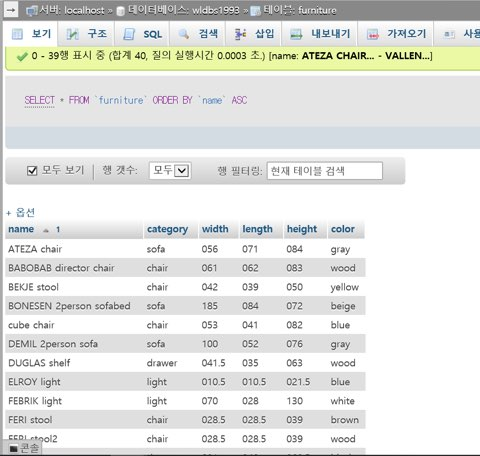 서버: localhost » 데이터베이스: wldbs1993 » 테이블: furniture
보기 구조 SQL 검색 삽입 내보내기 가져오기 사용
0 - 39행 표시 중 (합계 40, 질의 실행시간 0.0003 초.) [name: ATEZA CHAIR... - VALLEN...]
SELECT * FROM `furniture` ORDER BY `name` ASC
모두 보기 행 갯수: 모두 행 필터링: 현재 테이블 검색
+ 옵션
name 1 category width length height color
ATEZA chair sofa 056 071 084 gray
BABOBAB director chair chair 061 062 083 wood
BEKJE stool chair 042 039 050 yellow
BONESEN 2person sofabed sofa 185 084 072 beige
cube chair chair 053 041 082 blue
DEMIL 2person sofa sofa 100 052 076 gray
DUGLAS shelf drawer 041.5 035 063 wood
ELROY light light 010.5 010.5 021.5 blue
FEBRIK light light 070 028 130 white
FERI stool chair 028.5 028.5 039 brown
FERI stool2 chair 028.5 028.5 039 wood
콘솔